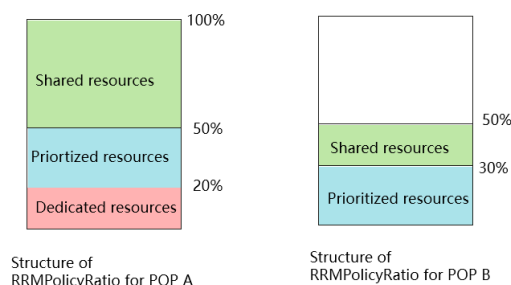 100%
Shared resources
50%
Priortized resources
20%
Dedicated resources
Structure of
RRMPolicyRatio for POP A
50%
Shared resources
30%
Prioritized resources
Structure of
RRMPolicyRatio for POP B